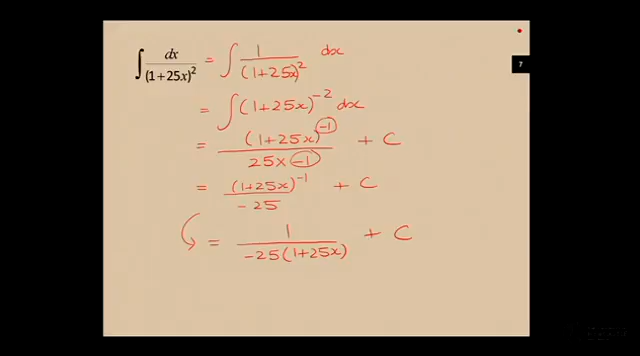 ∫ dx/(1+25x)² = ∫ 1/(1+25x)² dx
= ∫ (1+25x)⁻² dx
= (1+25x)⁻¹/25x-1 + C
= (1+25x)⁻¹/-25 + C
= 1/-25(1+25x) + C
7